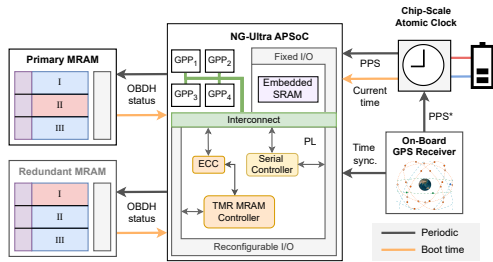 Primary MRAM
I
II
III
OBDH
status
Redundant MRAM
I
II
III
OBDH
status
NG-Ultra APSoC
GPP1
GPP2
GPP3
GPP4
Fixed I/O
Embedded
SRAM
Interconnect
PL
ECC
Serial
Controller
TMR MRAM
Controller
Reconfigurable I/O
PPS
Current
time
Time
sync.
Chip-Scale
Atomic Clock
PPS*
On-Board
GPS Receiver
Periodic
Boot time